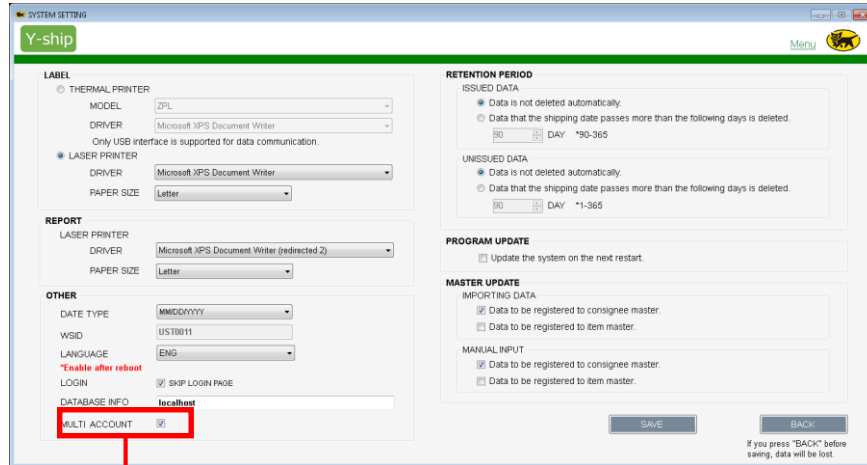 SYSTEM SETTING
Y-ship
Menu
LABEL
THERMAL PRINTER
MODEL ZPL
DRIVER Microsoft XPS Document Writer
Only USB interface is supported for data communication.
LASER PRINTER
DRIVER Microsoft XPS Document Writer
PAPER SIZE Letter
REPORT
LASER PRINTER
DRIVER Microsoft XPS Document Writer (redirected 2)
PAPER SIZE Letter
OTHER
DATE TYPE MM/DD/YYYY
WSID UST0011
LANGUAGE ENG
*Enable after reboot
LOGIN SKIP LOGIN PAGE
DATABASE INFO localhost
MULTI ACCOUNT
RETENTION PERIOD
ISSUED DATA
Data is not deleted automatically.
Data that the shipping date passes more than the following days is deleted.
90 DAY *90-365
UNISSUED DATA
Data is not deleted automatically.
Data that the shipping date passes more than the following days is deleted.
90 DAY *1-365
PROGRAM UPDATE
Update the system on the next restart.
MASTER UPDATE
IMPORTING DATA
Data to be registered to consignee master.
Data to be registered to item master.
MANUAL INPUT
Data to be registered to consignee master.
Data to be registered to item master.
SAVE BACK
If you press "BACK" before
saving, data will be lost.